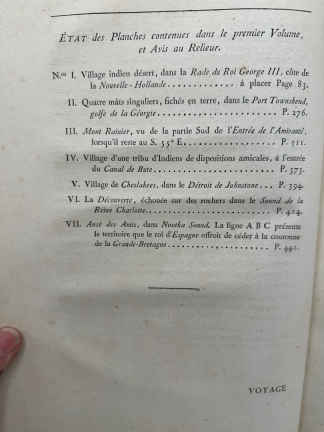 ÉTAT des Planches contenues dans le premier Volume,
et Avis au Relieur.
N.os I. Village indien désert, dans la Rade du Roi George III, côte de
la Nouvelle-Hollande............. à placer Page 83.
II. Quatre mâts singuliers, fichés en terre, dans le Port Townshend,
golfe de la Géorgie...................... P. 276.
III. Mont Rainier, vu de la partie Sud de l'Entrée de l'Amirauté,
lorsqu'il reste au S. 55° E................ P. 311.
IV. Village d'une tribu d'Indiens de dispositions amicales, à l'entrée
du Canal de Bute...................... P. 373.
V. Village de Cheslakees, dans le Détroit de Johnstone... P. 394.
VI. La Découverte, échouée sur des rochers dans le Sound de la
Reine Charlotte....................... P. 424.
VII. Anse des Amis, dans Nootka Sound. La ligne A B C présente
le territoire que le roi d'Espagne offroit de céder à la couronne
de la Grande-Bretagne.................. P. 441.
VOYAGE